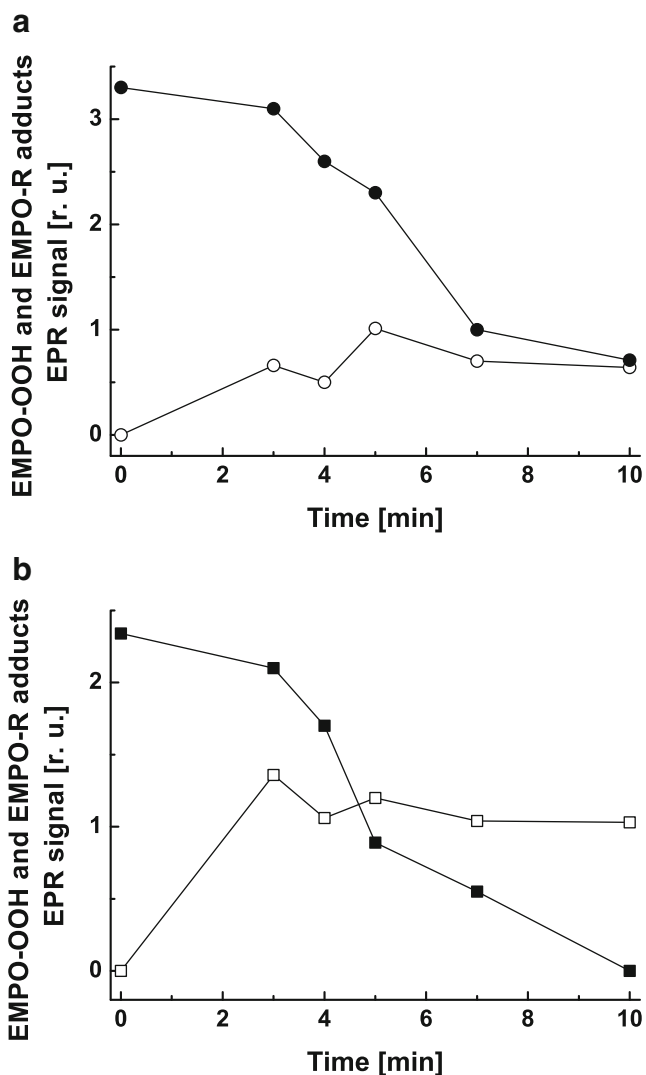 a
EMPO-OOH and EMPO-R adducts
EPR signal [r. u.]
3
2
1
0
0 2 4 6 8 10
Time [min]
b
EMPO-OOH and EMPO-R adducts
EPR signal [r. u.]
2
1
0
0 2 4 6 8 10
Time [min]